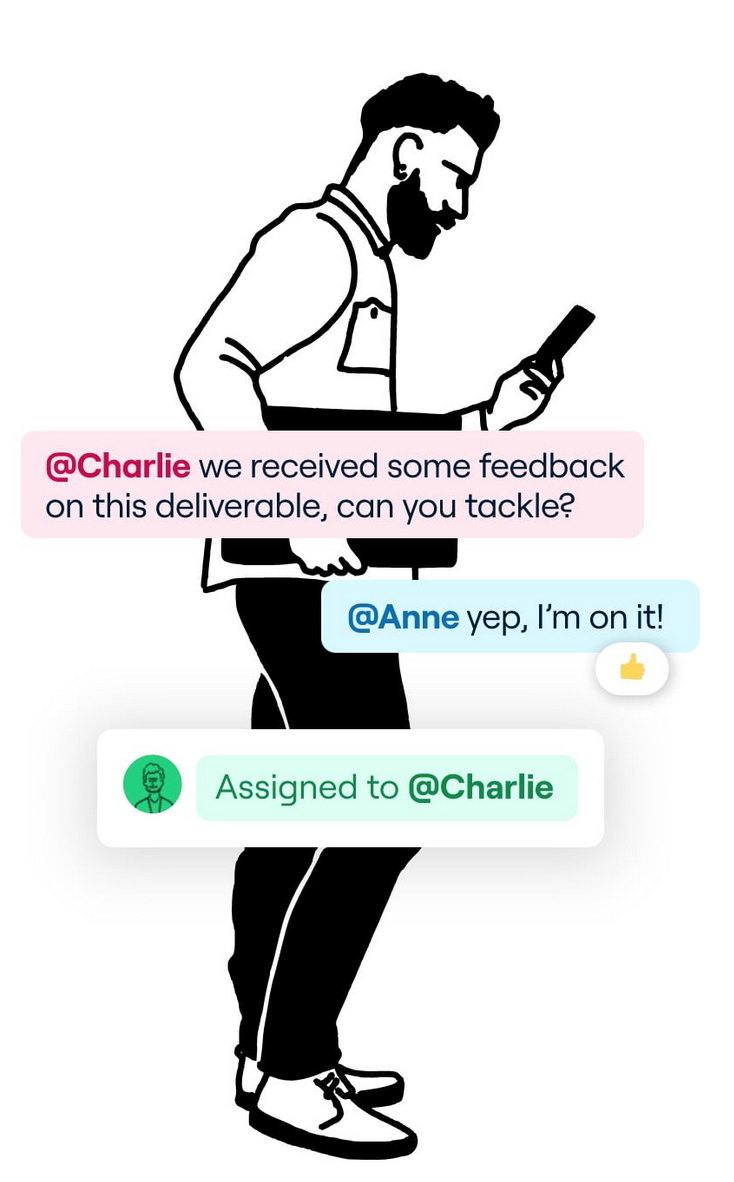 @Charlie we received some feedback
on this deliverable, can you tackle?
@Anne yep, I’m on it!
Assigned to @Charlie